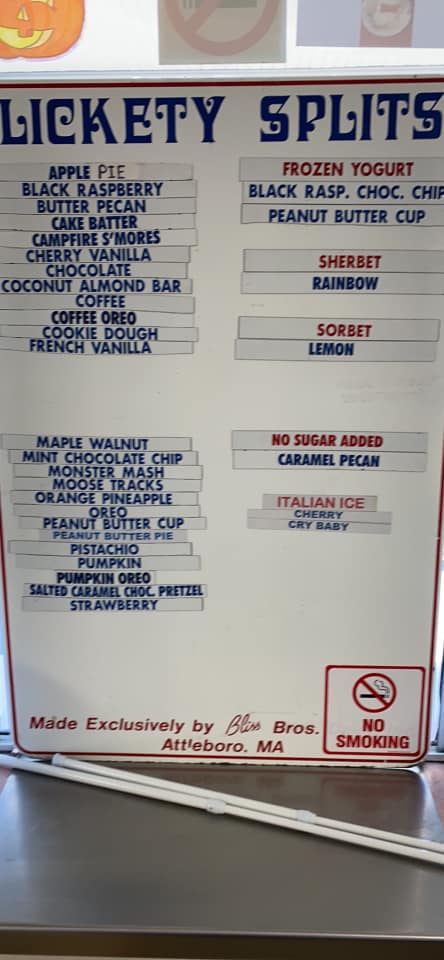 LICKETY SPLITS
APPLE PIE
BLACK RASPBERRY
BUTTER PECAN
CAKE BATTER
CAMPFIRE S'MORES
CHERRY VANILLA
CHOCOLATE
COCONUT ALMOND BAR
COFFEE
COFFEE OREO
COOKIE DOUGH
FRENCH VANILLA
MAPLE WALNUT
MINT CHOCOLATE CHIP
MONSTER MASH
MOOSE TRACKS
ORANGE PINEAPPLE
OREO
PEANUT BUTTER CUP
PEANUT BUTTER PIE
PISTACHIO
PUMPKIN
PUMPKIN OREO
SALTED CARAMEL CHOC. PRETZEL
STRAWBERRY
FROZEN YOGURT
BLACK RASP. CHOC. CHIP
PEANUT BUTTER CUP
SHERBET
RAINBOW
SORBET
LEMON
NO SUGAR ADDED
CARAMEL PECAN
ITALIAN ICE
CHERRY
CRY BABY
Made Exclusively by Bliss Bros.
Attleboro. MA
NO
SMOKING